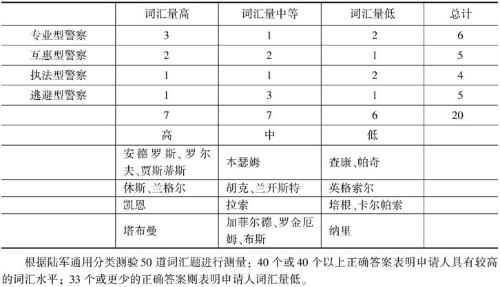 词汇量高 词汇量中等 词汇量低 总计
专业型警察 3 1 2 6
互惠型警察 2 2 1 5
执法型警察 1 1 2 4
逃避型警察 1 3 1 5
7 7 6 20
高 中 低
安德罗斯、罗尔 本瑟姆 查康、帕奇
夫、贾斯蒂斯
休斯、兰格尔 胡克、兰开斯特 英格索尔
凯恩 拉索 培根、卡尔帕索
塔布曼 加菲尔德、罗金厄 纳里
姆、布斯
根据陆军通用分类测验50道词汇题进行测量：40个或40个以上正确答案表明申请人具有较高
的词汇水平；33个或更少的正确答案则表明申请人词汇量低。